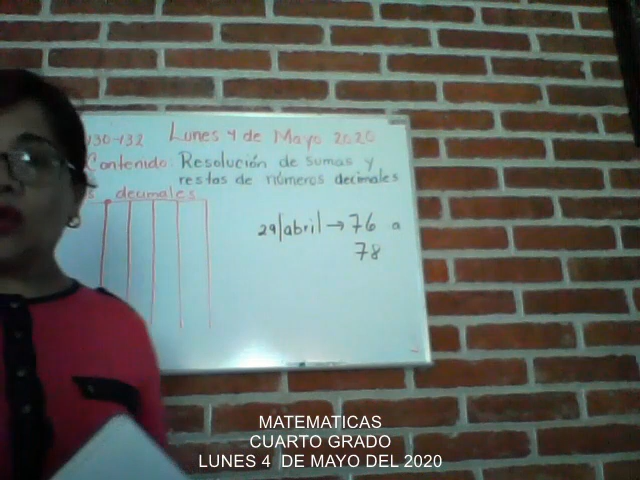 130-132 Lunes 4 de Mayo 2020
Contenido: Resolución de sumas y
restas de números decimales
s . decimales
29/abril → 76 a
78
MATEMATICAS
CUARTO GRADO
LUNES 4 DE MAYO DEL 2020